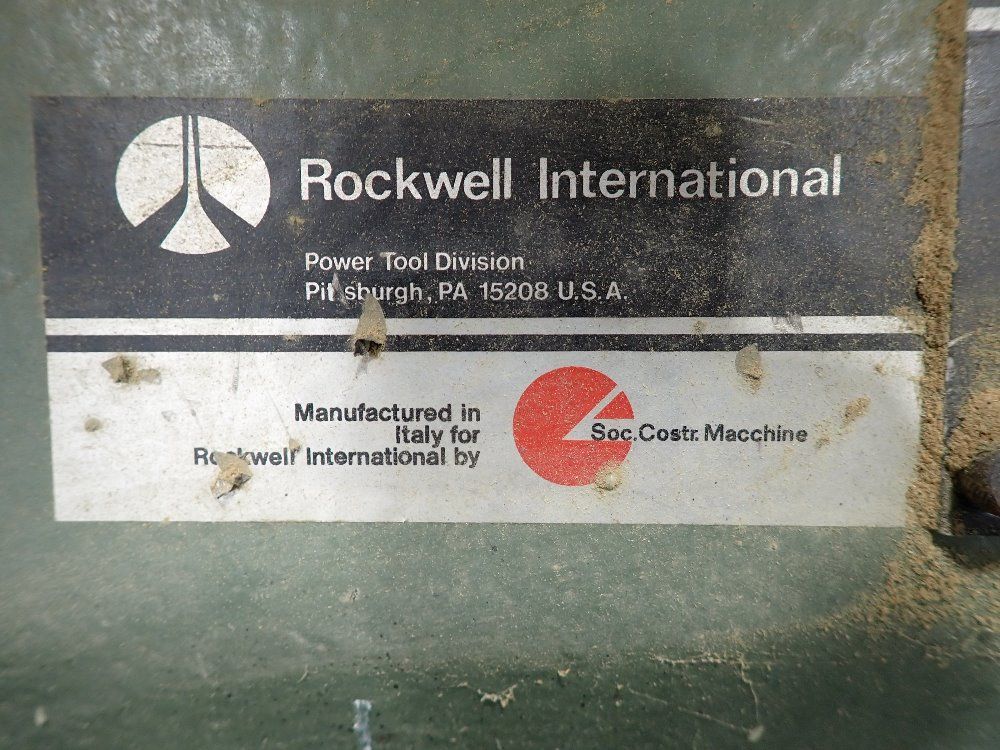 Rockwell International
Power Tool Division
Pittsburgh, PA 15208 U.S.A.
Manufactured in
Italy for
Rockwell International by
Soc.Costr.Macchine